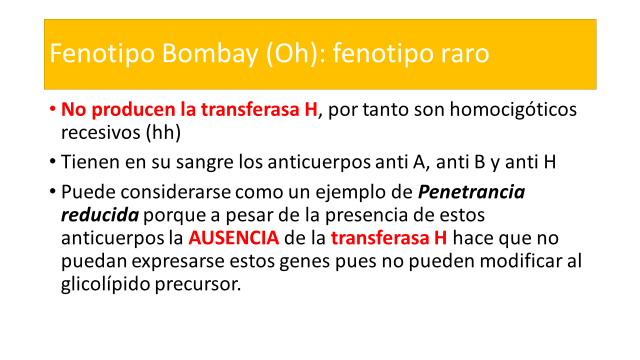 Fenotipo Bombay (Oh): fenotipo raro
• No producen la transferasa H, por tanto son homocigóticos
recesivos (hh)
• Tienen en su sangre los anticuerpos anti A, anti B y anti H
• Puede considerarse como un ejemplo de Penetrancia
reducida porque a pesar de la presencia de estos
anticuerpos la AUSENCIA de la transferasa H hace que no
puedan expresarse estos genes pues no pueden modificar al
glicolípido precursor.